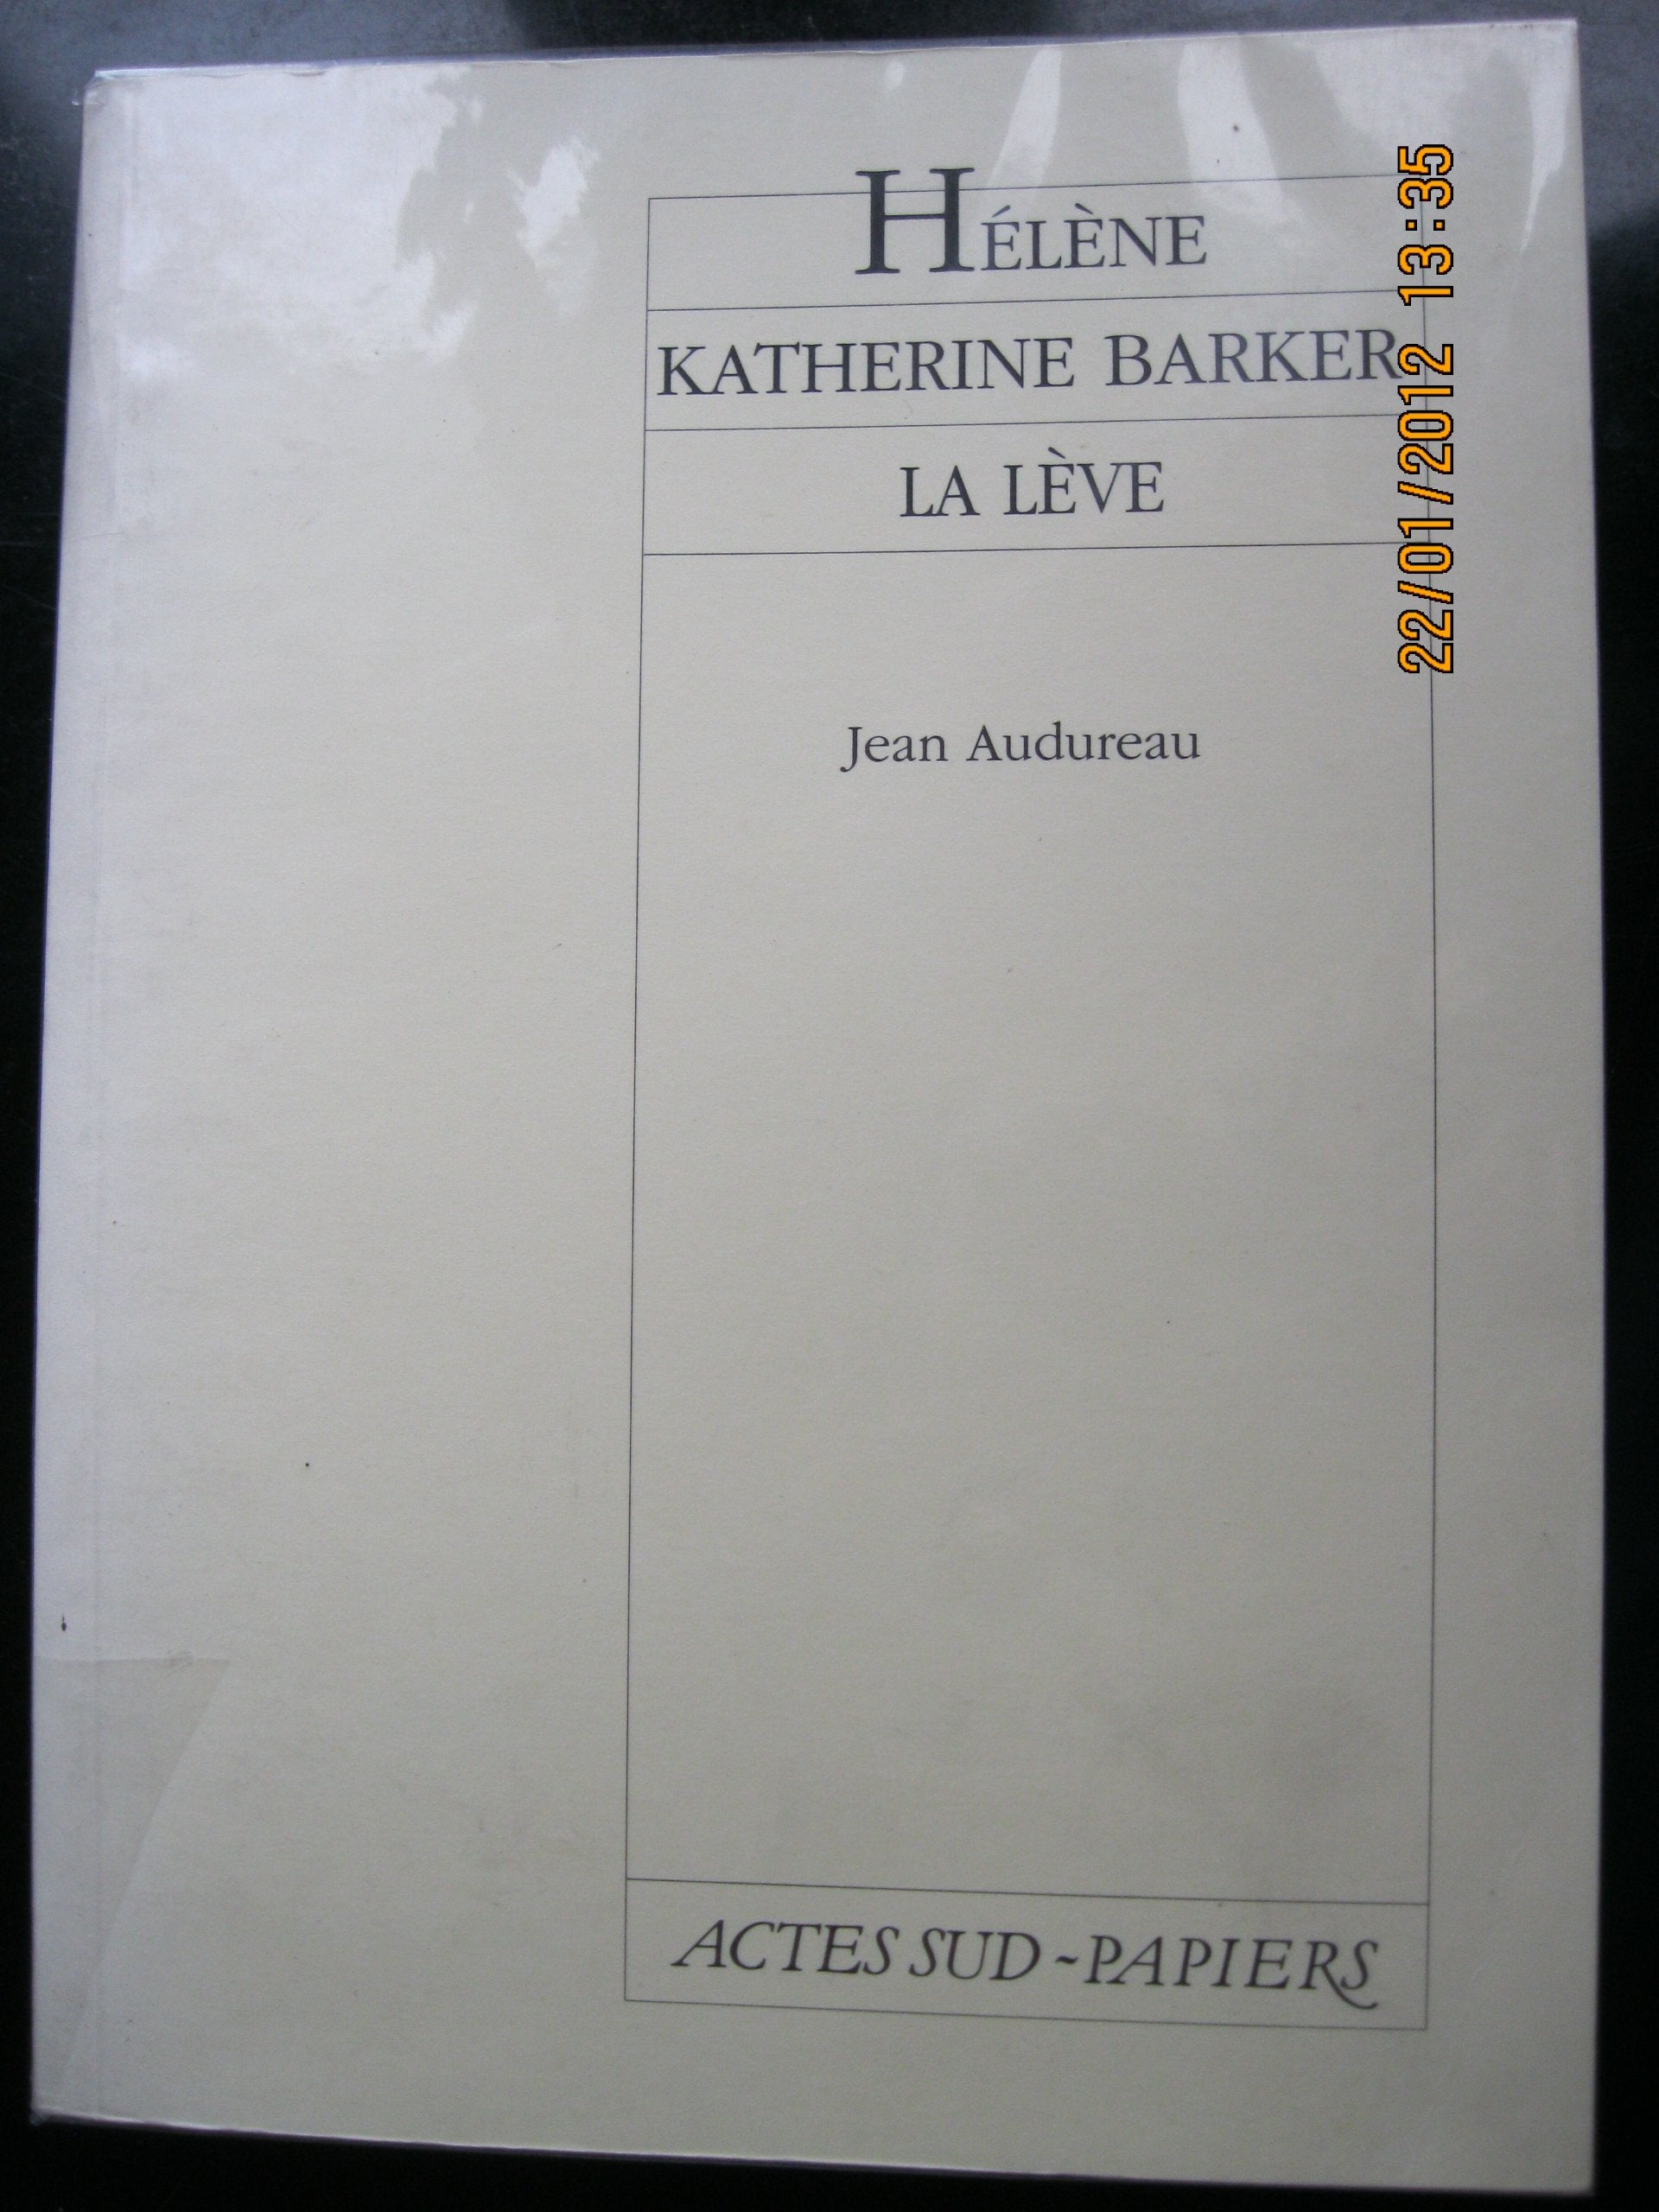 HÉLÈNE
KATHERINE BARKER
LA LÈVE
Jean Audureau
ACTES SUD-PAPIERS
22/01/2012 13:35